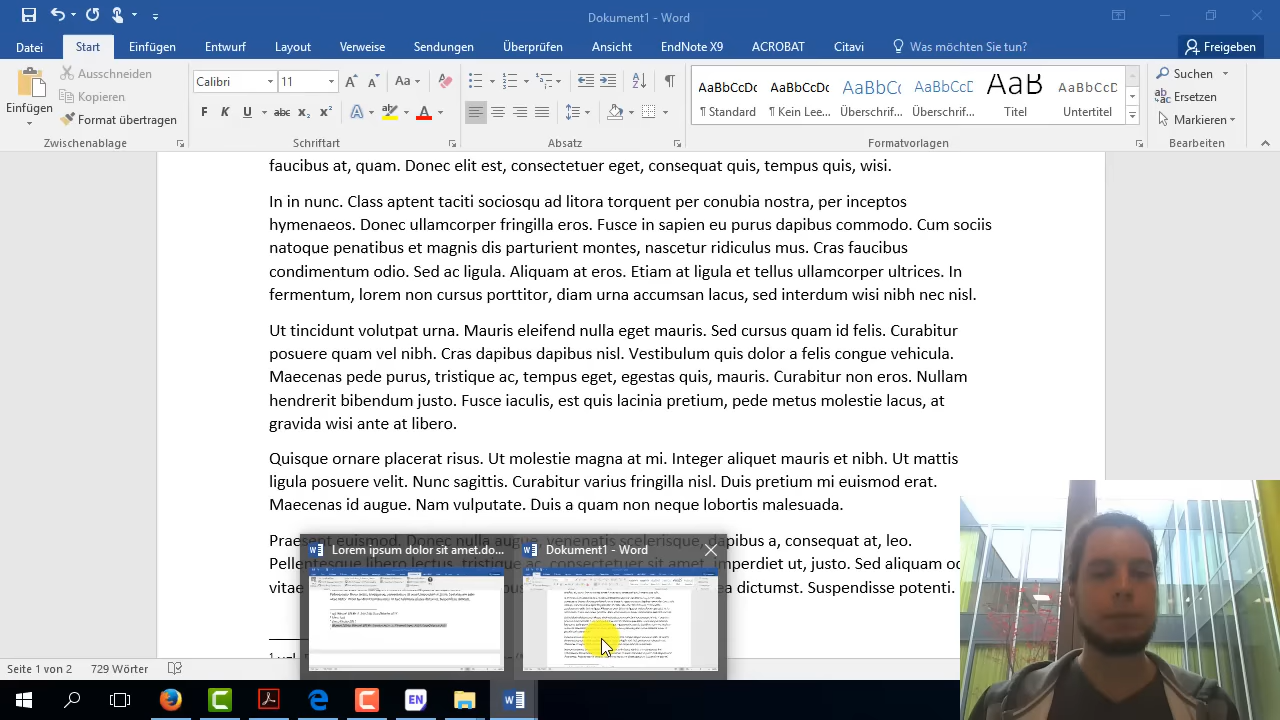 Dokument1 - Word
Datei Start Einfügen Entwurf Layout Verweise Sendungen Überprüfen Ansicht EndNote X9 ACROBAT Citavi Was möchten Sie tun? Freigeben
Einfügen
Ausschneiden
Kopieren
Format übertragen
Zwischenablage
Calibri 11
F K U abc x₂ x²
Schriftart
Absatz
AaBbCcDc AaBbCcDc AaBbCc AaBbCcD AaB AaBbCcD
¶ Standard ¶ Kein Lee... Überschrif... Überschrif... Titel Untertitel
Formatvorlagen
Suchen
Ersetzen
Markieren
Bearbeiten
faucibus at, quam. Donec elit est, consectetuer eget, consequat quis, tempus quis, wisi.
In in nunc. Class aptent taciti sociosqu ad litora torquent per conubia nostra, per inceptos
hymenaeos. Donec ullamcorper fringilla eros. Fusce in sapien eu purus dapibus commodo. Cum sociis
natoque penatibus et magnis dis parturient montes, nascetur ridiculus mus. Cras faucibus
condimentum odio. Sed ac ligula. Aliquam at eros. Etiam at ligula et tellus ullamcorper ultrices. In
fermentum, lorem non cursus porttitor, diam urna accumsan lacus, sed interdum wisi nibh nec nisl.
Ut tincidunt volutpat urna. Mauris eleifend nulla eget mauris. Sed cursus quam id felis. Curabitur
posuere quam vel nibh. Cras dapibus dapibus nisl. Vestibulum quis dolor a felis congue vehicula.
Maecenas pede purus, tristique ac, tempus eget, egestas quis, mauris. Curabitur non eros. Nullam
hendrerit bibendum justo. Fusce iaculis, est quis lacinia pretium, pede metus molestie lacus, at
gravida wisi ante at libero.
Quisque ornare placerat risus. Ut molestie magna at mi. Integer aliquet mauris et nibh. Ut mattis
ligula posuere velit. Nunc sagittis. Curabitur varius fringilla nisl. Duis pretium mi euismod erat.
Maecenas id augue. Nam vulputate. Duis a quam non neque lobortis malesuada.
Praesent euismod. Donec nulla augue, venenatis scelerisque, dapibus a, consequat at, leo.
Pellentesque libero lectus, tristique ac, sit amet, imperdiet ut, justo. Sed aliquam
vitae dictumst. Suspendisse potenti.
Lorem ipsum dolor sit amet.do... Dokument1 - Word
Seite 1 von 2 729 Wörter
EN